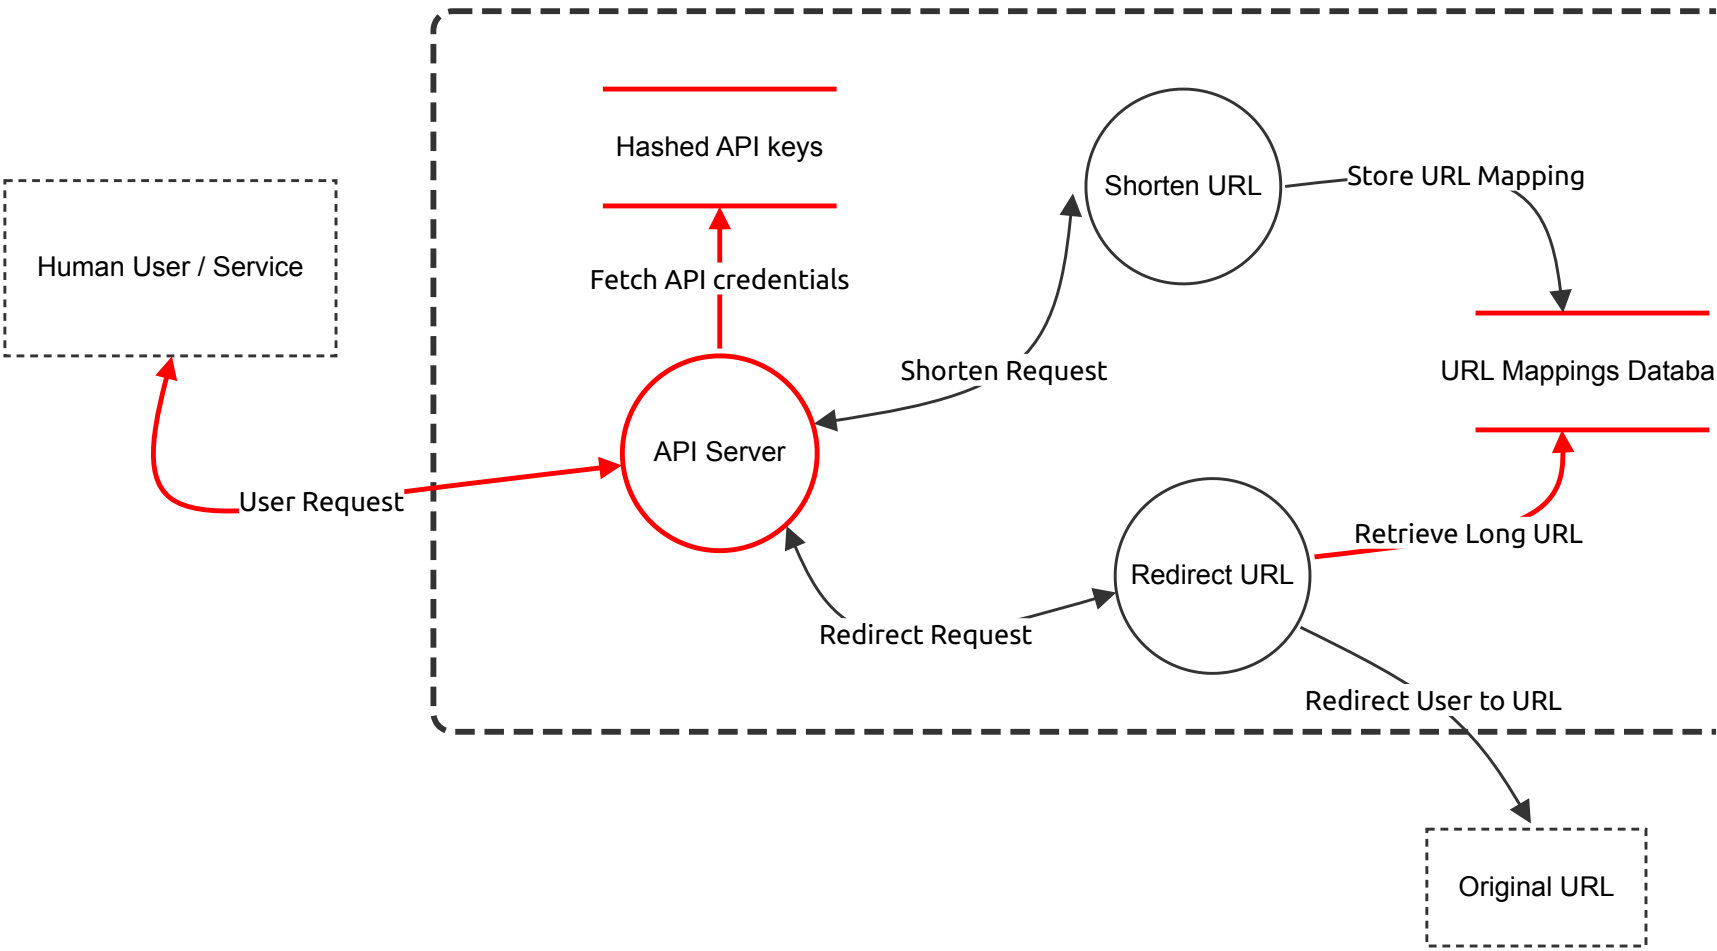 Hashed API keys
Shorten URL
Store URL Mapping
Human User / Service
Fetch API credentials
Shorten Request
URL Mappings Databa
API Server
User Request
Retrieve Long URL
Redirect URL
Redirect Request
Redirect User to URL
Original URL